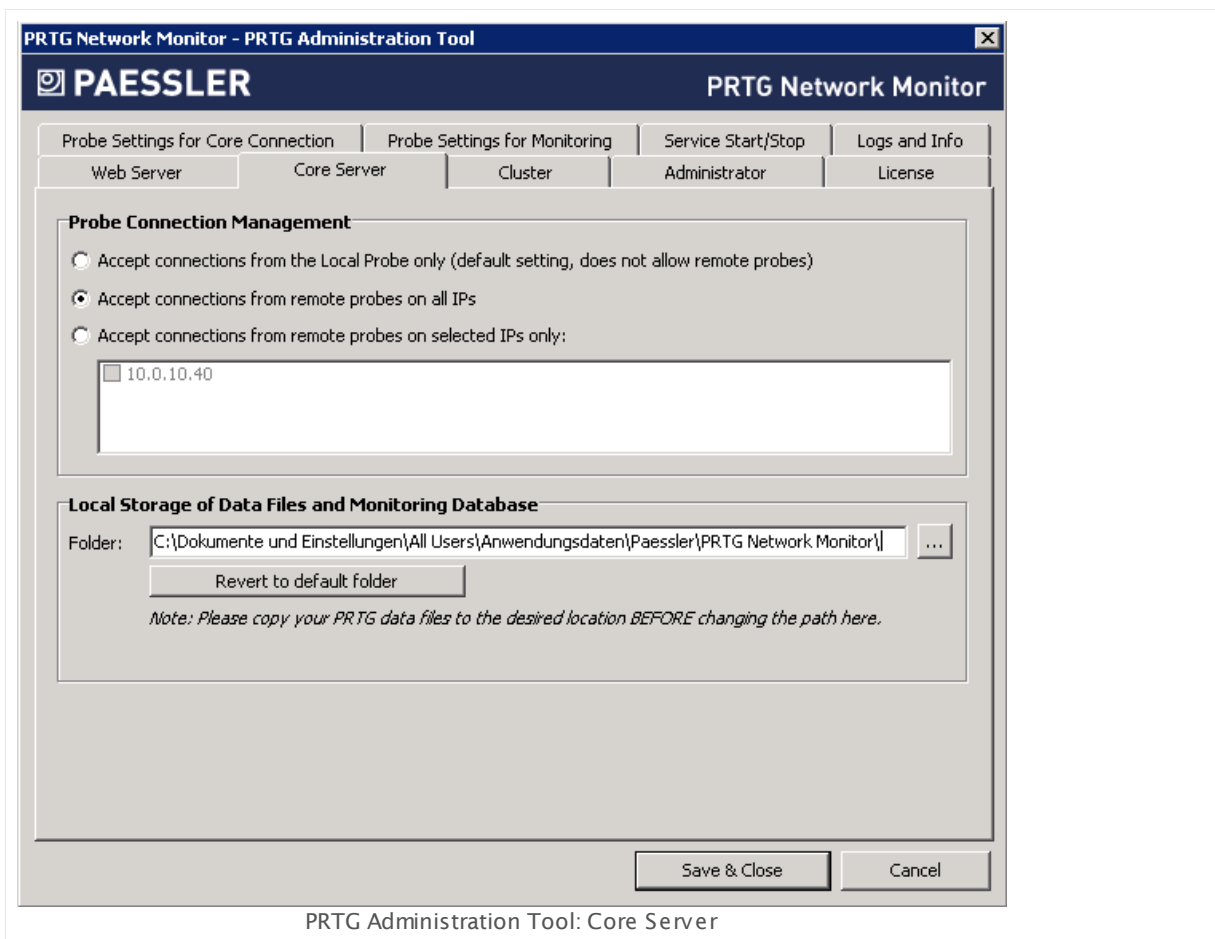 PRTG Network Monitor - PRTG Administration Tool
PAESSLER
PRTG Network Monitor
Probe Settings for Core Connection
Probe Settings for Monitoring
Service Start/Stop
Logs and Info
Web Server
Core Server
Cluster
Administrator
License
Probe Connection Management
Accept connections from the Local Probe only (default setting, does not allow remote probes)
Accept connections from remote probes on all IPs
Accept connections from remote probes on selected IPs only:
10.0.10.40
Local Storage of Data Files and Monitoring Database
Folder:
C:\Dokumente und Einstellungen\All Users\Anwendungsdaten\Paessler\PRTG Network Monitor\
...
Revert to default folder
Note: Please copy your PRTG data files to the desired location BEFORE changing the path here.
Save & Close
Cancel
PRTG Administration Tool: Core Server